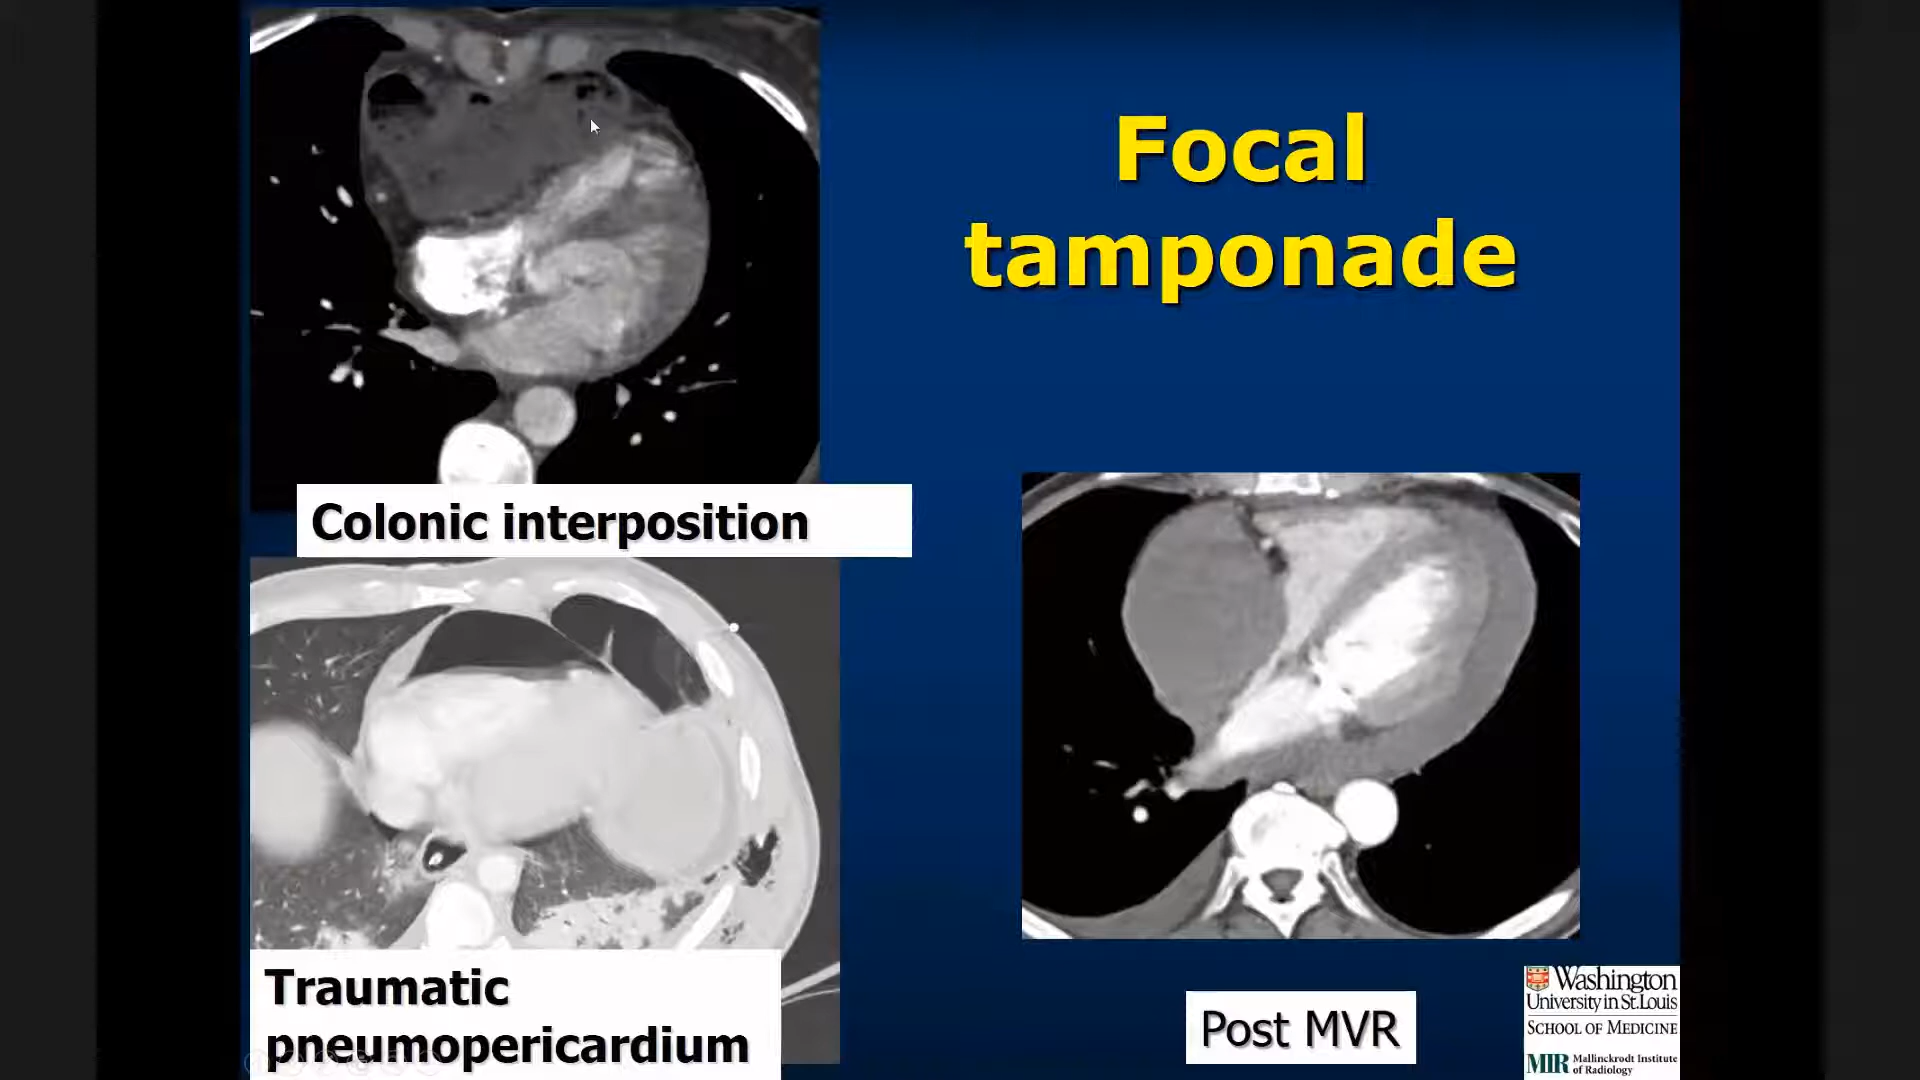 Focal
tamponade
Colonic interposition
Traumatic
pneumopericardium
Post MVR
Washington
University in St. Louis
SCHOOL OF MEDICINE
MIR Mallinckrodt Institute
of Radiology